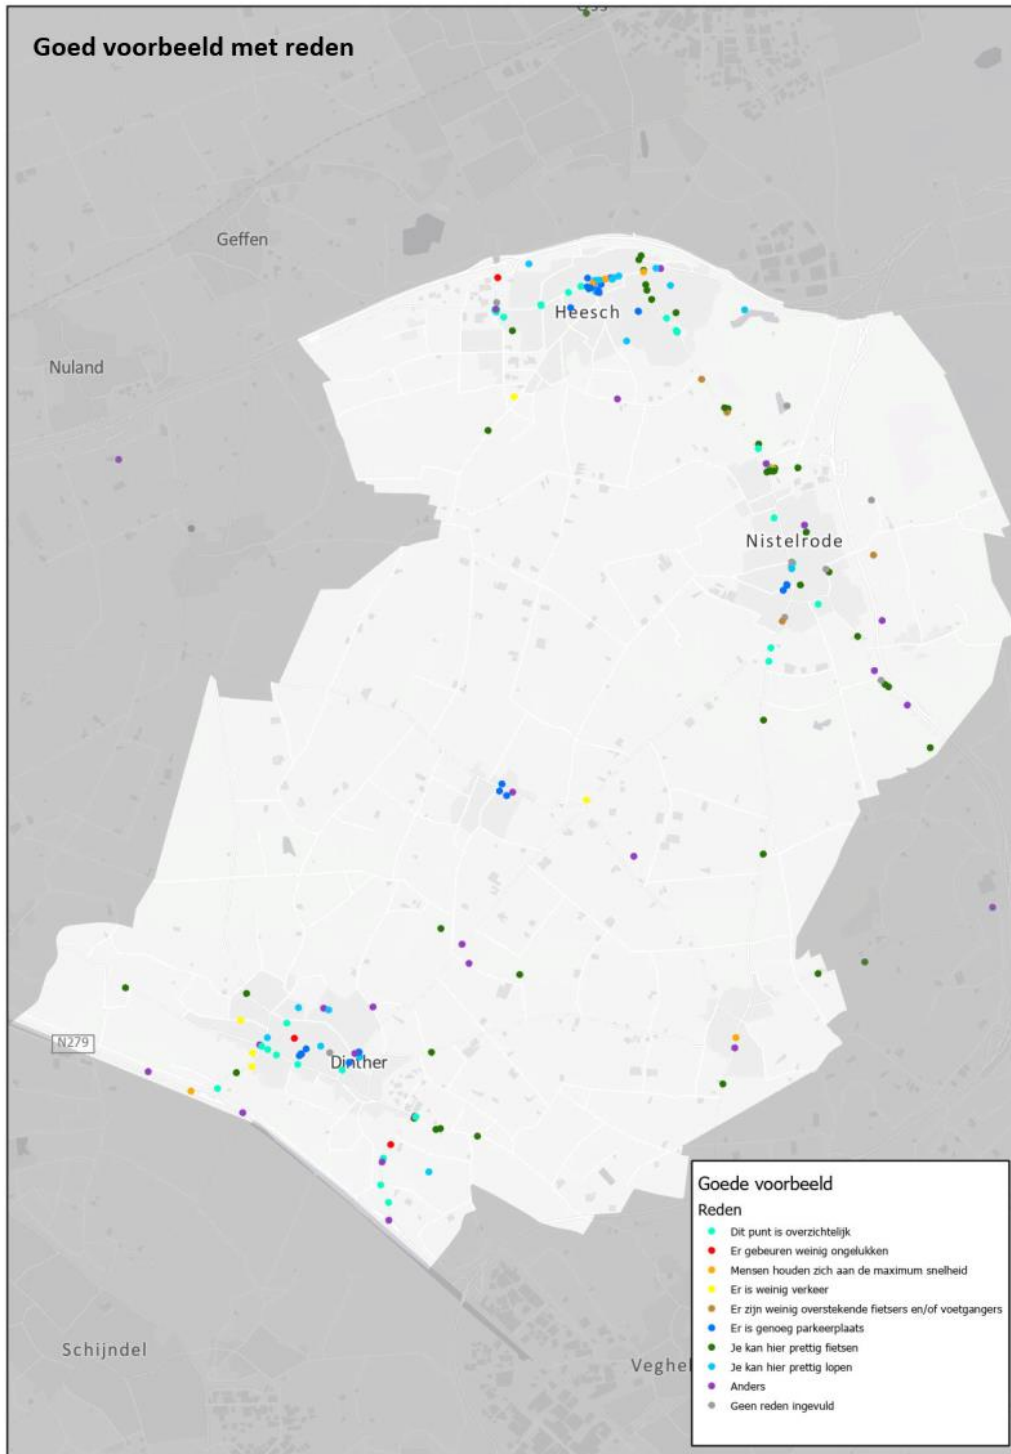 Oss
Goed voorbeeld met reden
Geffen
Heesch
Nuland
Nistelrode
N279
Dinther
Schijndel
Veghel
Goede voorbeeld
Reden
Dit punt is overzichtelijk
Er gebeuren weinig ongelukken
Mensen houden zich aan de maximum snelheid
Er is weinig verkeer
Er zijn weinig overstekende fietsers en/of voetgangers
Er is genoeg parkeerplaats
Je kan hier prettig fietsen
Je kan hier prettig lopen
Anders
Geen reden ingevuld